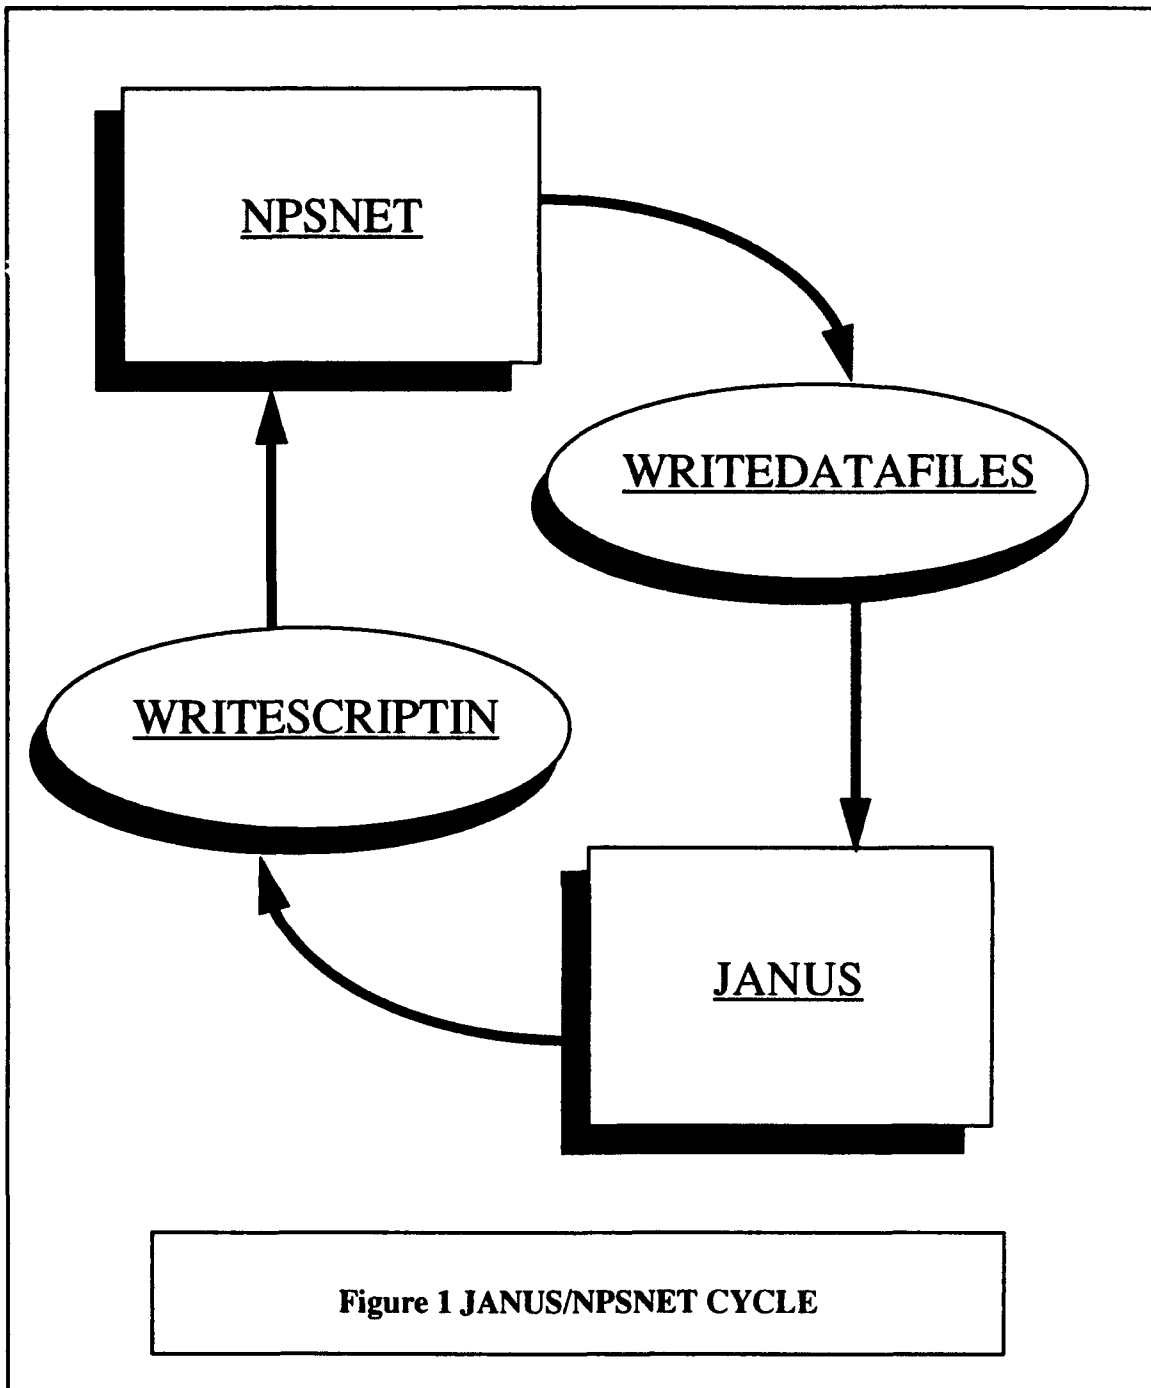 NPSNET
WRITEDATAFILES
WRITESCRIPTIN
JANUS
Figure 1 JANUS/NPSNET CYCLE